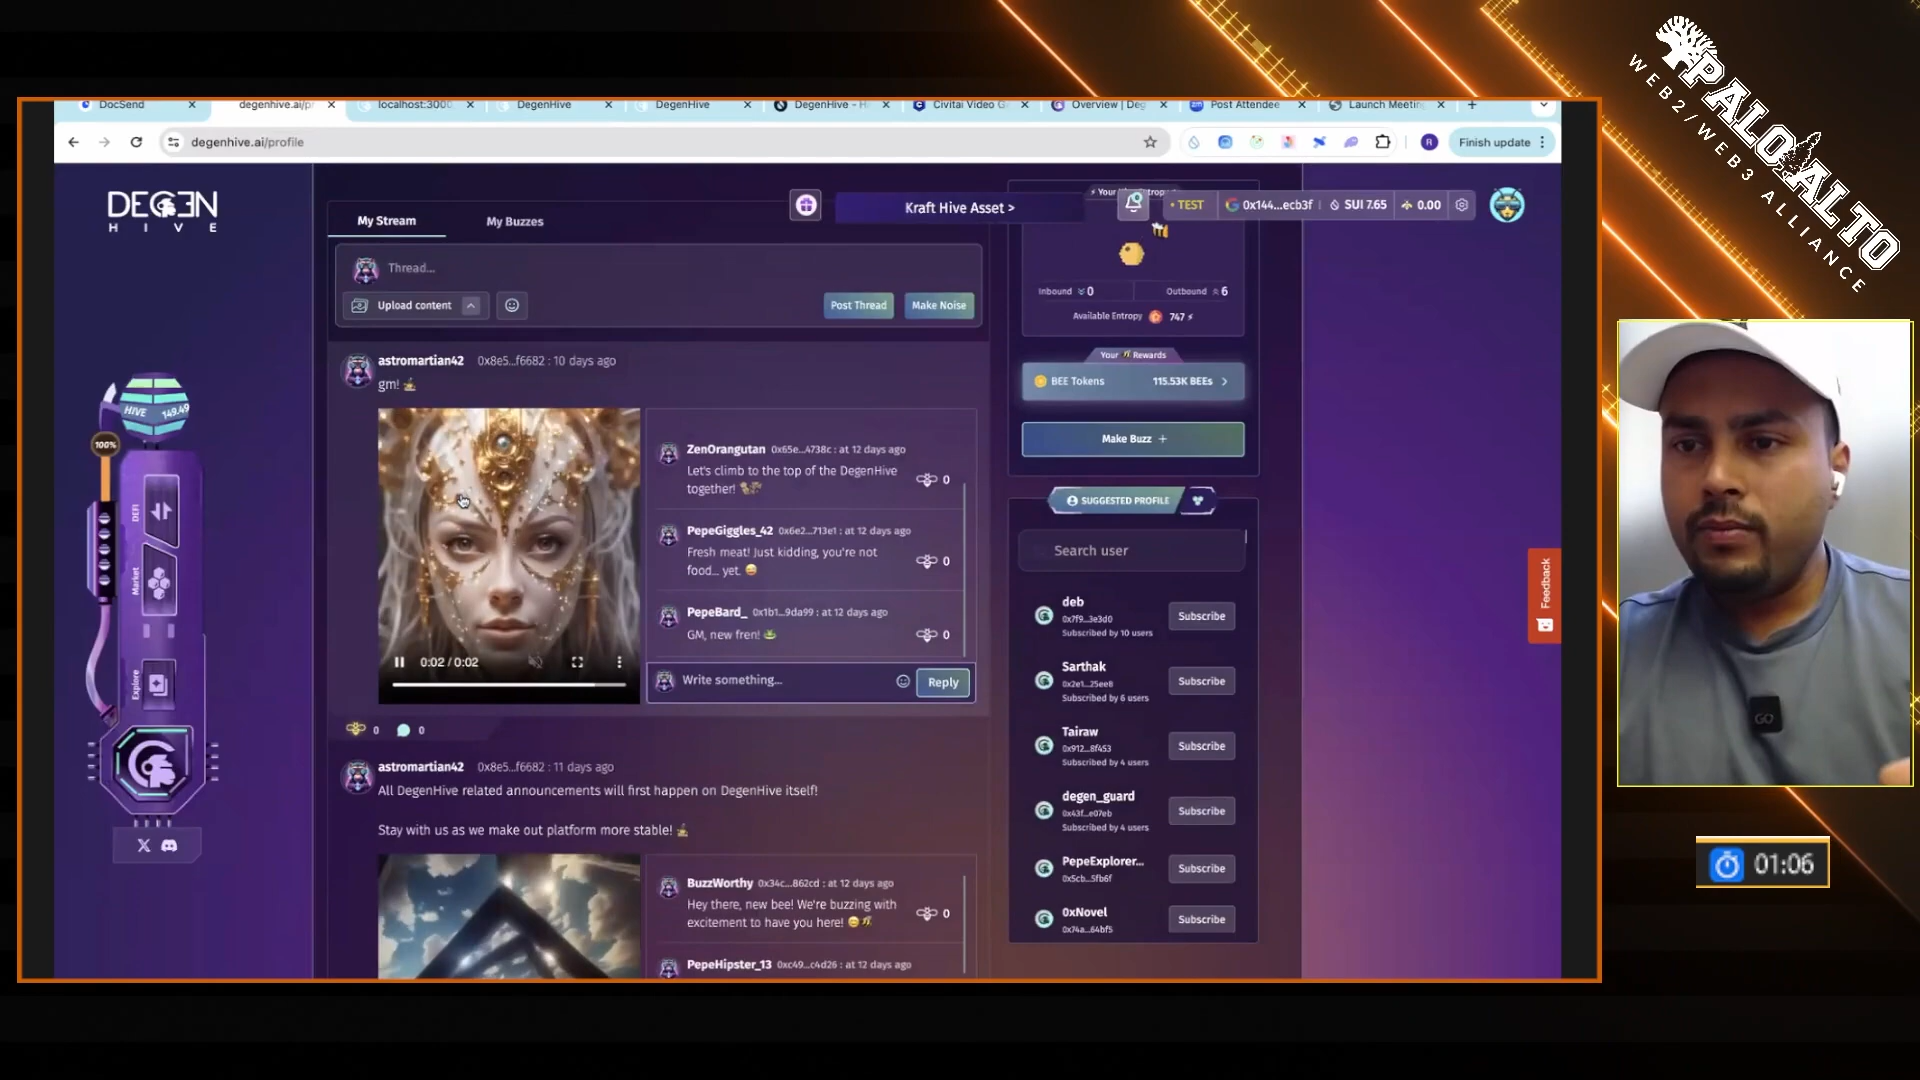 DocSend
degenhive.ai/pr
localhost:3000
DegenHive
DegenHive
DegenHive - H
Civitai Video G
Overview | Deg
Post Attendee
Launch Meetin
degenhive.ai/profile
R
Finish update
DEGEN
HIVE
My Stream
My Buzzes
Kraft Hive Asset >
TEST
0x144...ecb3f
SUI 7.65
0.00
Thread...
Upload content
Post Thread
Make Noise
Inbound 0
Outbound 6
Available Entropy 747
Your Rewards
BEE Tokens 115.53K BEEs
Make Buzz +
astromartian42 0x8e5...f6682 : 10 days ago
gm!
ZenOrangutan 0x65e...4738c : at 12 days ago
Let's climb to the top of the DegenHive
together!
0
PepeGiggles_42 0x6e2...713e1 : at 12 days ago
Fresh meat! Just kidding, you're not
food... yet.
0
PepeBard_ 0x1b1...9da99 : at 12 days ago
GM, new fren!
0
0:02 / 0:02
Write something...
Reply
0 0
astromartian42 0x8e5...f6682 : 11 days ago
All DegenHive related announcements will first happen on DegenHive itself!
Stay with us as we make out platform more stable!
BuzzWorthy 0x34c...862cd : at 12 days ago
Hey there, new bee! We're buzzing with
excitement to have you here!
0
PepeHipster_13 0xc49...c4d26 : at 12 days ago
SUGGESTED PROFILE
Search user
deb
0x7f9...3e3d0
Subscribed by 10 users
Subscribe
Sarthak
0x2e1...25ee8
Subscribed by 6 users
Subscribe
Tairaw
0x912...8f453
Subscribed by 4 users
Subscribe
degen_guard
0x43f...e07eb
Subscribed by 4 users
Subscribe
PepeExplorer...
0x5cb...5fb6f
Subscribe
0xNovel
0x74a...64bf5
Subscribe
HIVE 149.49
100%
DEFI
Market
Explore
Feedback
PALO ALTO
WEB2/WEB3 ALLIANCE
GO
01:06